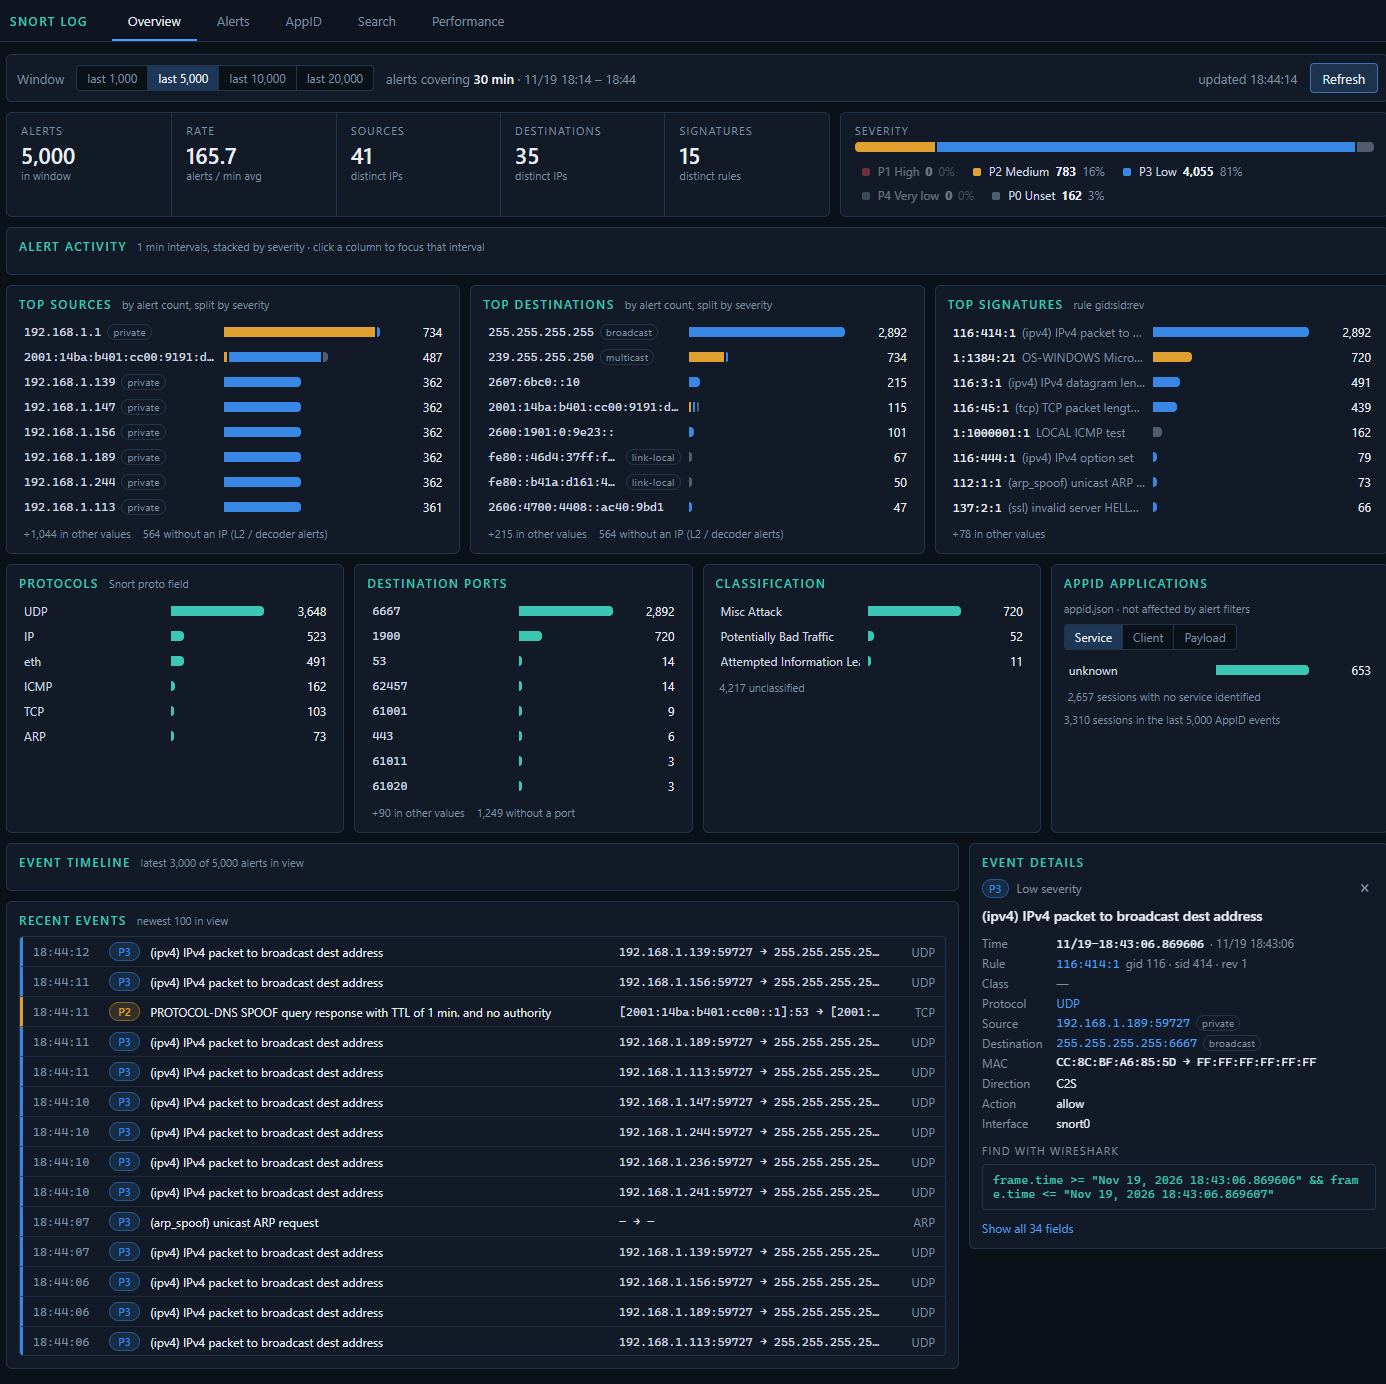 SNORT LOG Overview Alerts AppID Search Performance
Window last 1,000 last 5,000 last 10,000 last 20,000 alerts covering 30 min · 11/19 18:14 – 18:44 updated 18:44:14 Refresh
ALERTS
5,000
in window
RATE
165.7
alerts / min avg
SOURCES
41
distinct IPs
DESTINATIONS
35
distinct IPs
SIGNATURES
15
distinct rules
SEVERITY
P1 High 0 0% P2 Medium 783 16% P3 Low 4,055 81%
P4 Very low 0 0% P0 Unset 162 3%
ALERT ACTIVITY 1 min intervals, stacked by severity · click a column to focus that interval
TOP SOURCES by alert count, split by severity
192.168.1.1 private 734
2001:14ba:b401:cc00:9191:d… 487
192.168.1.139 private 362
192.168.1.147 private 362
192.168.1.156 private 362
192.168.1.189 private 362
192.168.1.244 private 362
192.168.1.113 private 361
+1,044 in other values 564 without an IP (L2 / decoder alerts)
TOP DESTINATIONS by alert count, split by severity
255.255.255.255 broadcast 2,892
239.255.255.250 multicast 734
2607:6bc0::10 215
2001:14ba:b401:cc00:9191:d… 115
2600:1901:0:9e23:: 101
fe80::46d4:37ff:f… link-local 67
fe80::b41a:d161:4… link-local 50
2606:4700:4408::ac40:9bd1 47
+215 in other values 564 without an IP (L2 / decoder alerts)
TOP SIGNATURES rule gid:sid:rev
116:414:1 (ipv4) IPv4 packet to … 2,892
1:1384:21 OS-WINDOWS Micro… 720
116:3:1 (ipv4) IPv4 datagram len… 491
116:45:1 (tcp) TCP packet lengt… 439
1:1000001:1 LOCAL ICMP test 162
116:444:1 (ipv4) IPv4 option set 79
112:1:1 (arp_spoof) unicast ARP … 73
137:2:1 (ssl) invalid server HELL… 66
+78 in other values
PROTOCOLS Snort proto field
UDP 3,648
IP 523
eth 491
ICMP 162
TCP 103
ARP 73
DESTINATION PORTS
6667 2,892
1900 720
53 14
62457 14
61001 9
443 6
61011 3
61020 3
+90 in other values 1,249 without a port
CLASSIFICATION
Misc Attack 720
Potentially Bad Traffic 52
Attempted Information Lea 11
4,217 unclassified
APPID APPLICATIONS
appid.json · not affected by alert filters
Service Client Payload
unknown 653
2,657 sessions with no service identified
3,310 sessions in the last 5,000 AppID events
EVENT TIMELINE latest 3,000 of 5,000 alerts in view
RECENT EVENTS newest 100 in view
18:44:12 P3 (ipv4) IPv4 packet to broadcast dest address 192.168.1.139:59727 → 255.255.255.25… UDP
18:44:11 P3 (ipv4) IPv4 packet to broadcast dest address 192.168.1.156:59727 → 255.255.255.25… UDP
18:44:11 P2 PROTOCOL-DNS SPOOF query response with TTL of 1 min. and no authority [2001:14ba:b401:cc00::1]:53 → [2001:… TCP
18:44:11 P3 (ipv4) IPv4 packet to broadcast dest address 192.168.1.189:59727 → 255.255.255.25… UDP
18:44:11 P3 (ipv4) IPv4 packet to broadcast dest address 192.168.1.113:59727 → 255.255.255.25… UDP
18:44:10 P3 (ipv4) IPv4 packet to broadcast dest address 192.168.1.147:59727 → 255.255.255.25… UDP
18:44:10 P3 (ipv4) IPv4 packet to broadcast dest address 192.168.1.244:59727 → 255.255.255.25… UDP
18:44:10 P3 (ipv4) IPv4 packet to broadcast dest address 192.168.1.236:59727 → 255.255.255.25… UDP
18:44:10 P3 (ipv4) IPv4 packet to broadcast dest address 192.168.1.241:59727 → 255.255.255.25… UDP
18:44:07 P3 (arp_spoof) unicast ARP request — → — ARP
18:44:07 P3 (ipv4) IPv4 packet to broadcast dest address 192.168.1.139:59727 → 255.255.255.25… UDP
18:44:06 P3 (ipv4) IPv4 packet to broadcast dest address 192.168.1.156:59727 → 255.255.255.25… UDP
18:44:06 P3 (ipv4) IPv4 packet to broadcast dest address 192.168.1.189:59727 → 255.255.255.25… UDP
18:44:06 P3 (ipv4) IPv4 packet to broadcast dest address 192.168.1.113:59727 → 255.255.255.25… UDP
EVENT DETAILS
P3 Low severity ×
(ipv4) IPv4 packet to broadcast dest address
Time 11/19-18:43:06.869606 · 11/19 18:43:06
Rule 116:414:1 gid 116 · sid 414 · rev 1
Class —
Protocol UDP
Source 192.168.1.189:59727 private
Destination 255.255.255.255:6667 broadcast
MAC CC:8C:BF:A6:85:5D → FF:FF:FF:FF:FF:FF
Direction C2S
Action allow
Interface snort0
FIND WITH WIRESHARK
frame.time >= "Nov 19, 2026 18:43:06.869606" && fram
e.time <= "Nov 19, 2026 18:43:06.869607"
Show all 34 fields